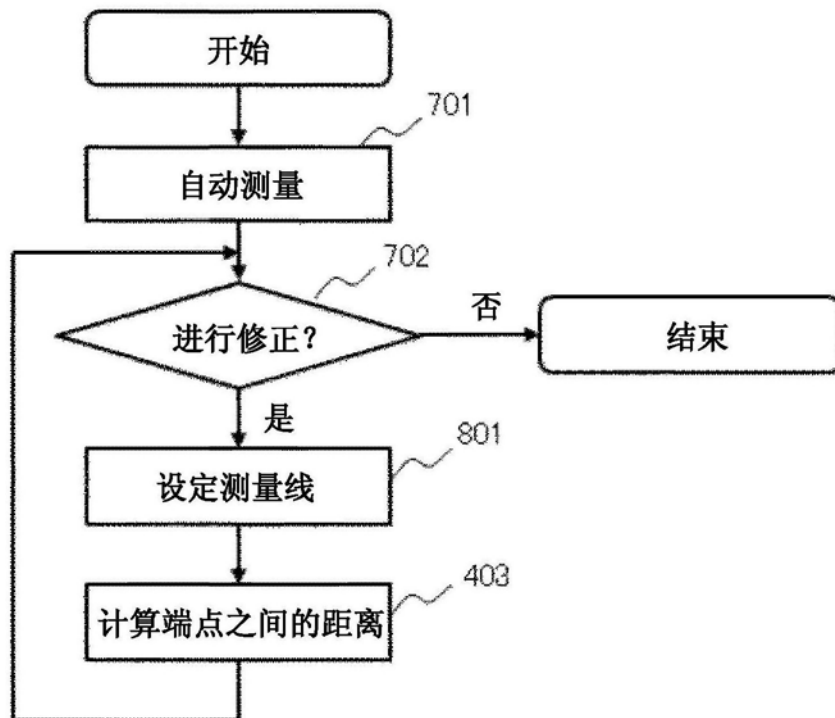 开始
701
自动测量
702
进行修正?
否
结束
是
801
设定测量线
403
计算端点之间的距离